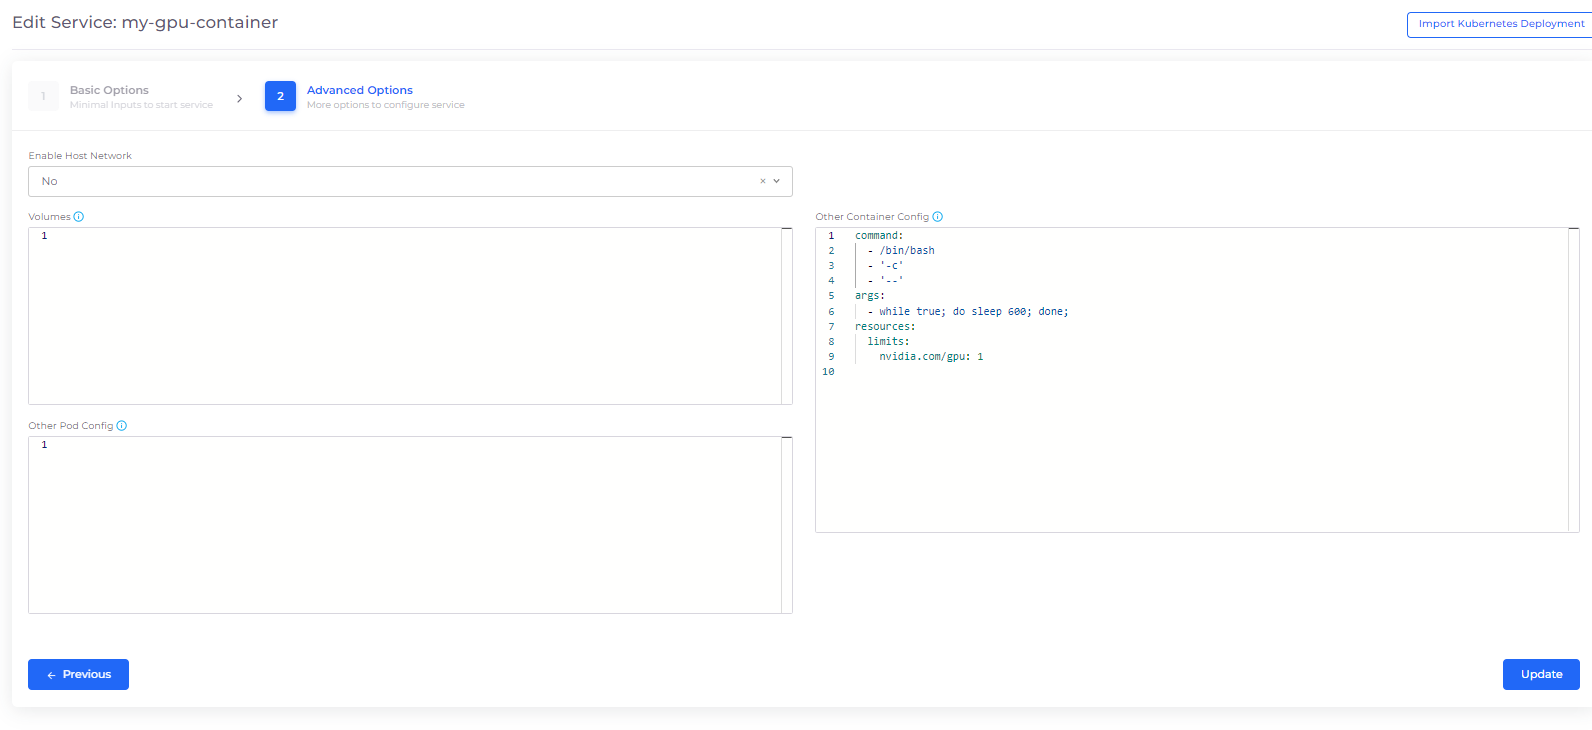 Edit Service: my-gpu-container
Import Kubernetes Deployment
1
Basic Options
Minimal Inputs to start service
2
Advanced Options
More options to configure service
Enable Host Network
No
Volumes
1
Other Pod Config
1
Other Container Config
1 command:
2 - /bin/bash
3 - '-c'
4 - '--'
5 args:
6 - while true; do sleep 600; done;
7 resources:
8 limits:
9 nvidia.com/gpu: 1
10
Previous
Update